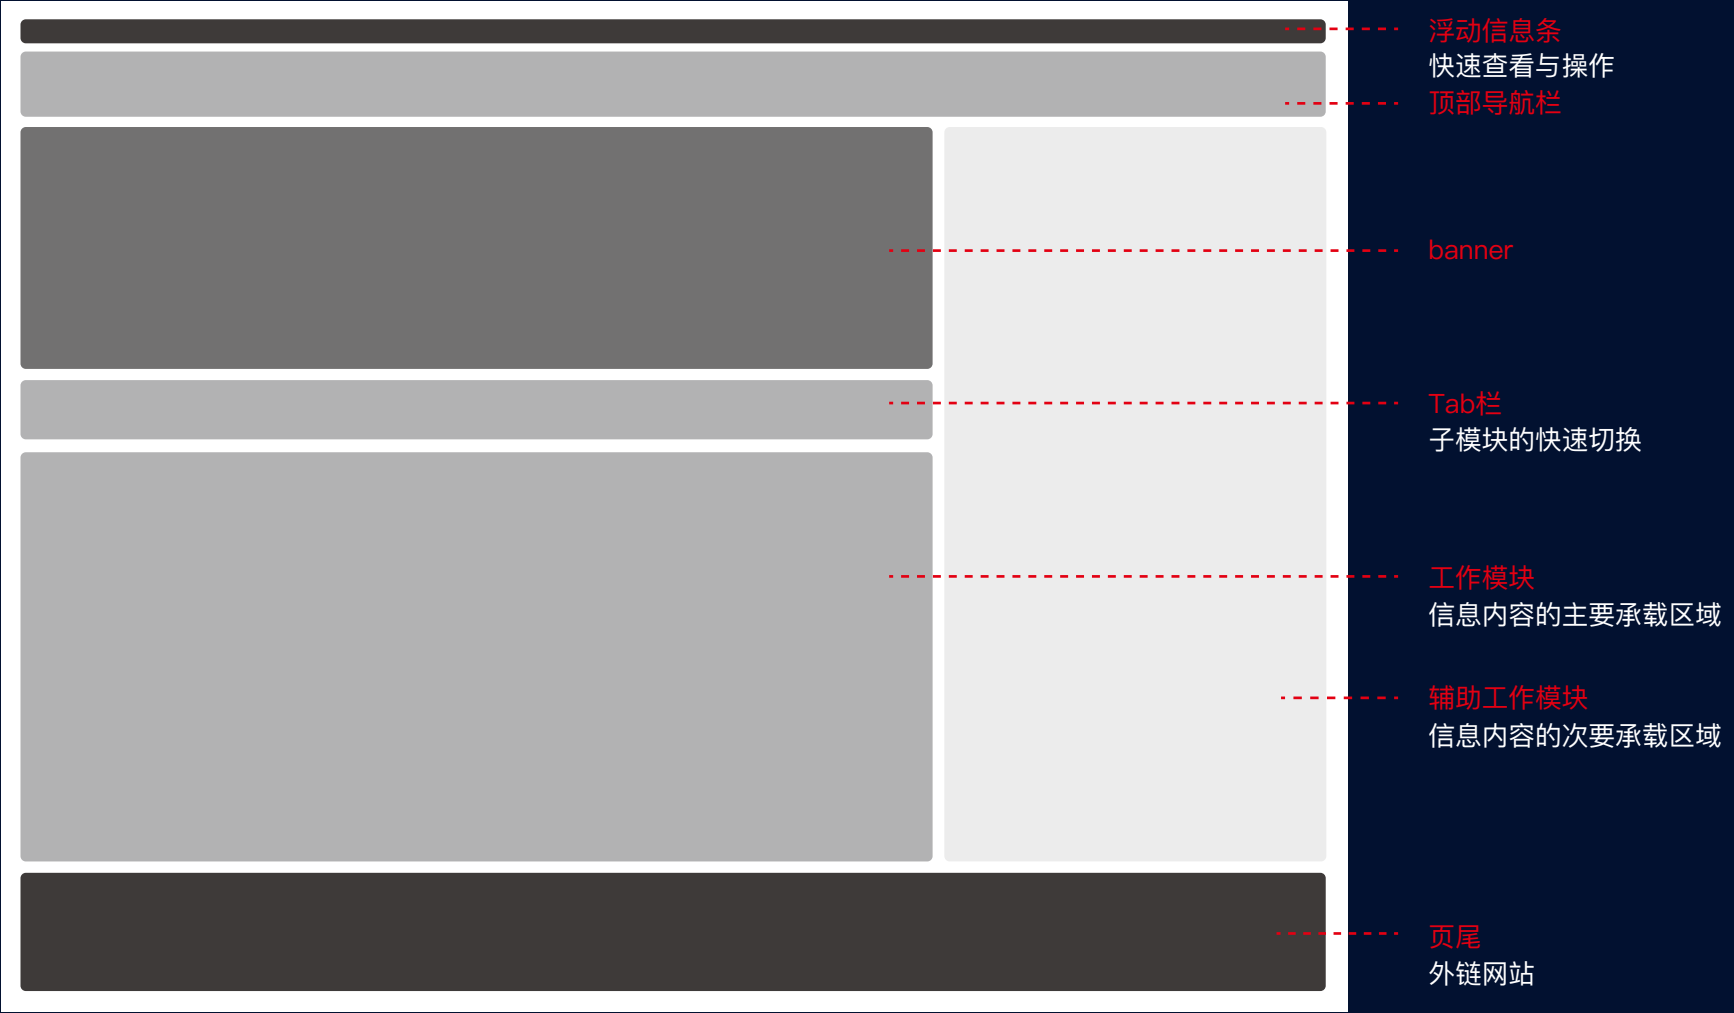 浮动信息条
快速查看与操作
顶部导航栏
banner
Tab栏
子模块的快速切换
工作模块
信息内容的主要承载区域
辅助工作模块
信息内容的次要承载区域
页尾
外链网站